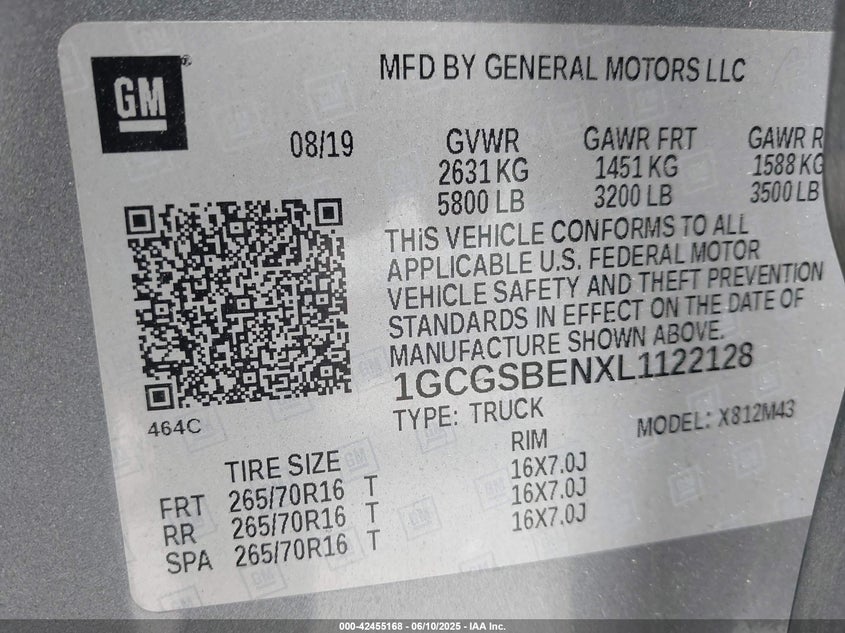 GM
MFD BY GENERAL MOTORS LLC
08/19
GVWR GAWR FRT GAWR R
2631 KG 1451 KG 1588 KG
5800 LB 3200 LB 3500 LB
THIS VEHICLE CONFORMS TO ALL
APPLICABLE U.S. FEDERAL MOTOR
VEHICLE SAFETY AND THEFT PREVENTION
STANDARDS IN EFFECT ON THE DATE OF
MANUFACTURE SHOWN ABOVE.
1GCGSBENXL1122128
464C
TYPE: TRUCK MODEL: X812M43
TIRE SIZE RIM
FRT 265/70R16 T 16X7.0J
RR 265/70R16 T 16X7.0J
SPA 265/70R16 T 16X7.0J
000-42455168 - 06/10/2025 - IAA Inc.